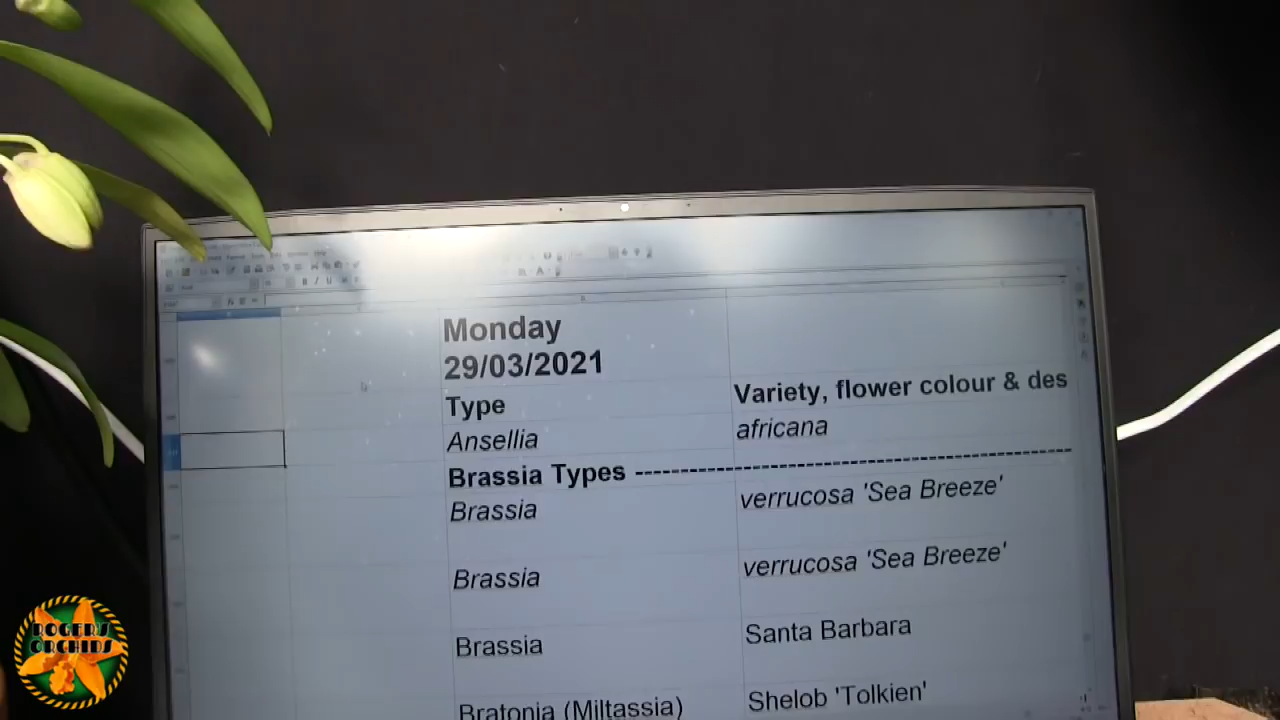 Monday
29/03/2021
Type Variety, flower colour & des
Ansellia africana
Brassia Types --------------------------------------------------
Brassia verrucosa 'Sea Breeze'
Brassia verrucosa 'Sea Breeze'
Brassia Santa Barbara
Bratonia (Miltassia) Shelob 'Tolkien'
ROGER'S
ORCHIDS